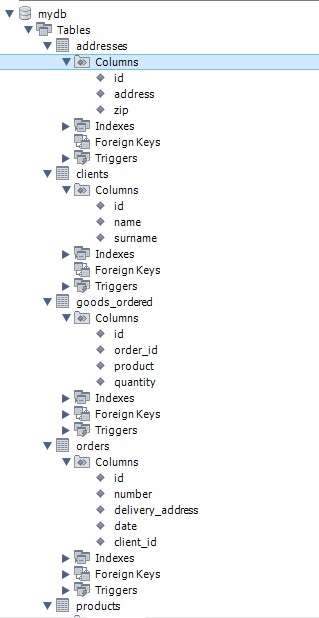 mydb
Tables
addresses
Columns
id
address
zip
Indexes
Foreign Keys
Triggers
clients
Columns
id
name
surname
Indexes
Foreign Keys
Triggers
goods_ordered
Columns
id
order_id
product
quantity
Indexes
Foreign Keys
Triggers
orders
Columns
id
number
delivery_address
date
client_id
Indexes
Foreign Keys
Triggers
products